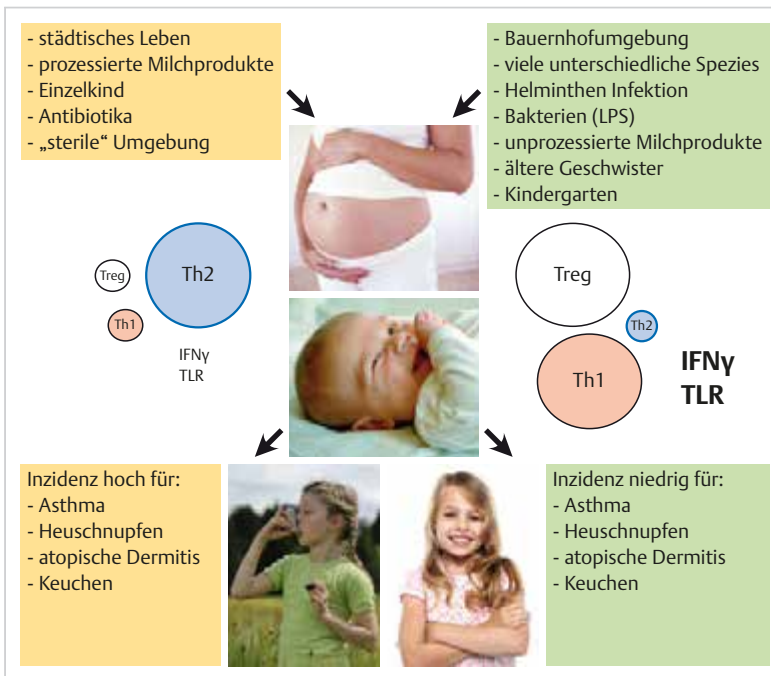 - städtisches Leben
- prozessierte Milchprodukte
- Einzelkind
- Antibiotika
- „sterile“ Umgebung
- Bauernhofumgebung
- viele unterschiedliche Spezies
- Helminthen Infektion
- Bakterien (LPS)
- unprozessierte Milchprodukte
- ältere Geschwister
- Kindergarten
Treg
Th2
Th1
IFNγ
TLR
Treg
Th2
Th1
IFNγ
TLR
Inzidenz hoch für:
- Asthma
- Heuschnupfen
- atopische Dermitis
- Keuchen
Inzidenz niedrig für:
- Asthma
- Heuschnupfen
- atopische Dermitis
- Keuchen